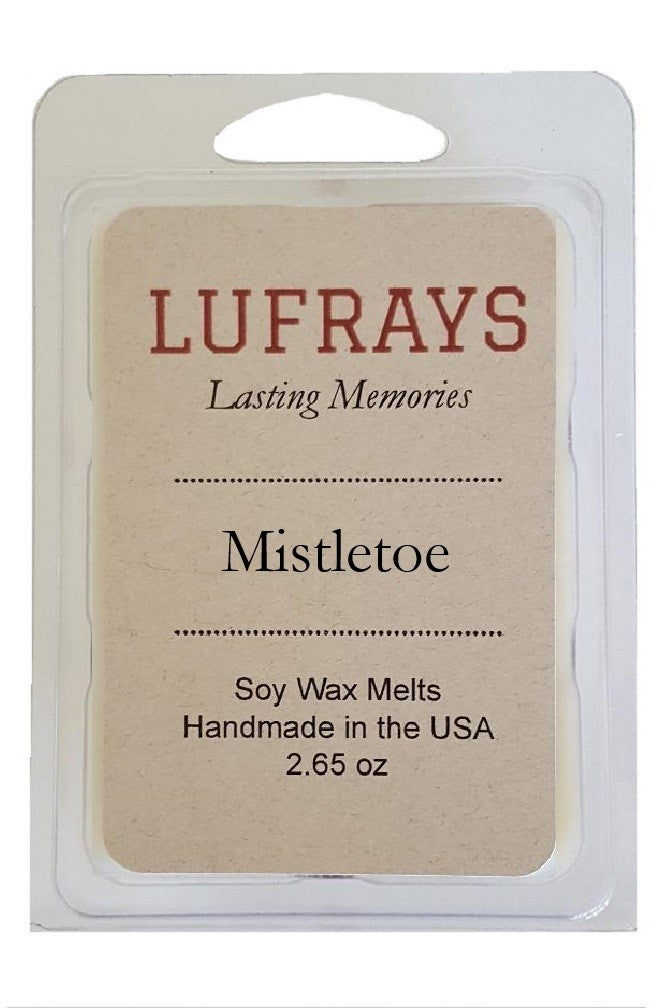 LUFRAYS
Lasting Memories
Mistletoe
Soy Wax Melts
Handmade in the USA
2.65 oz